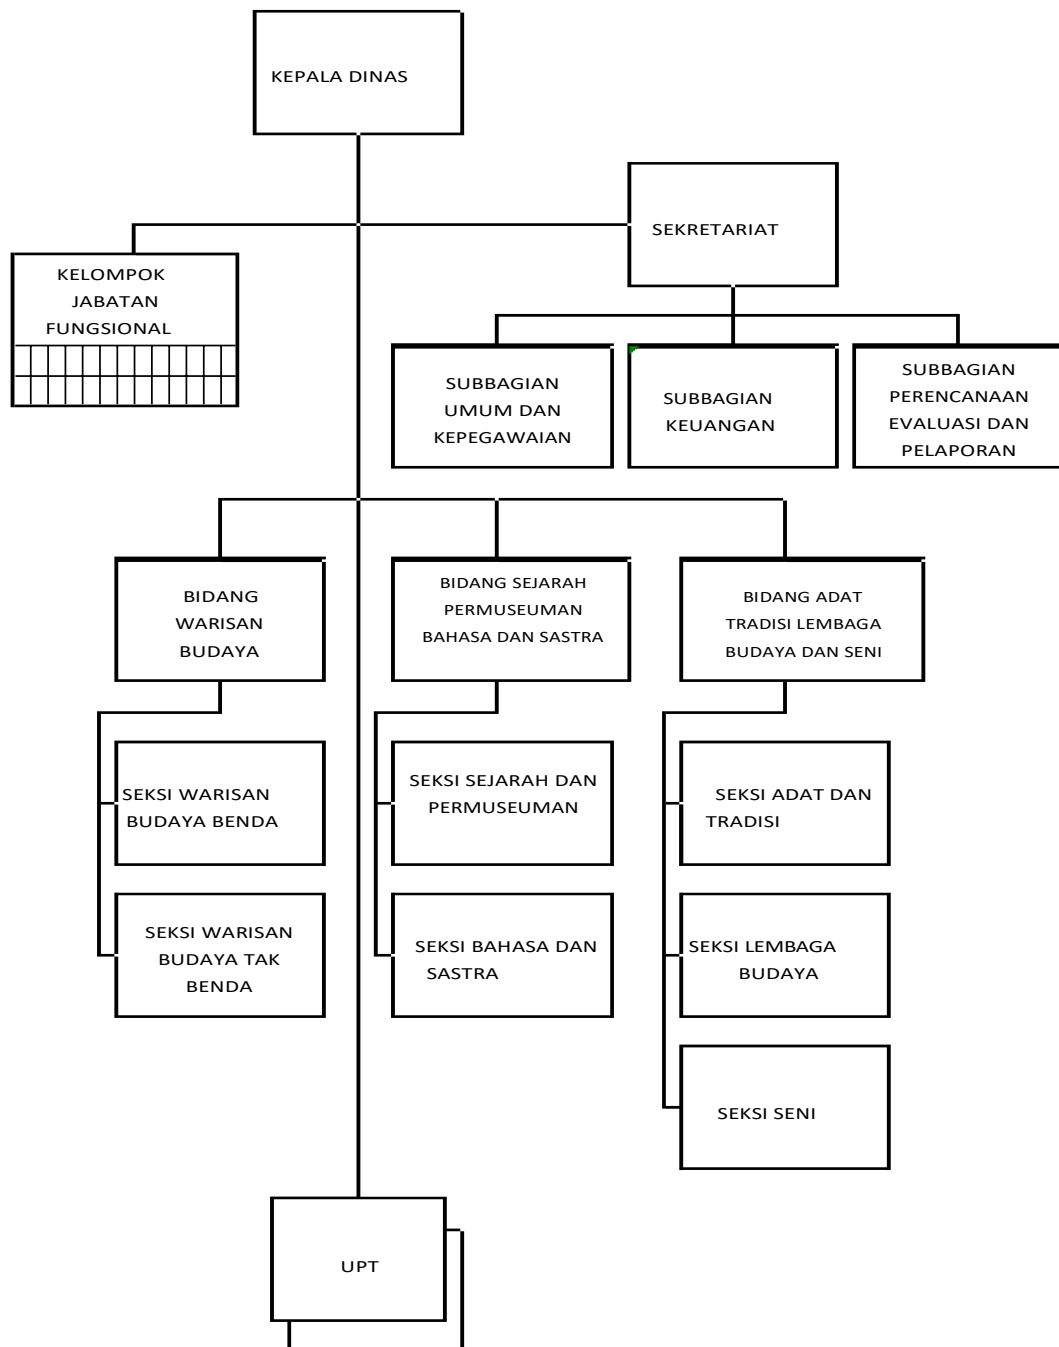 KEPALA DINAS
SEKRETARIAT
KELOMPOK
JABATAN
FUNGSIONAL
SUBBAGIAN
UMUM DAN
KEPEGAWAIAN
SUBBAGIAN
KEUANGAN
SUBBAGIAN
PERENCANAAN
EVALUASI DAN
PELAPORAN
BIDANG
WARISAN
BUDAYA
BIDANG SEJARAH
PERMUSEUMAN
BAHASA DAN SASTRA
BIDANG ADAT
TRADISI LEMBAGA
BUDAYA DAN SENI
SEKSI WARISAN
BUDAYA BENDA
SEKSI SEJARAH DAN
PERMUSEUMAN
SEKSI ADAT DAN
TRADISI
SEKSI WARISAN
BUDAYA TAK
BENDA
SEKSI BAHASA DAN
SASTRA
SEKSI LEMBAGA
BUDAYA
SEKSI SENI
UPT